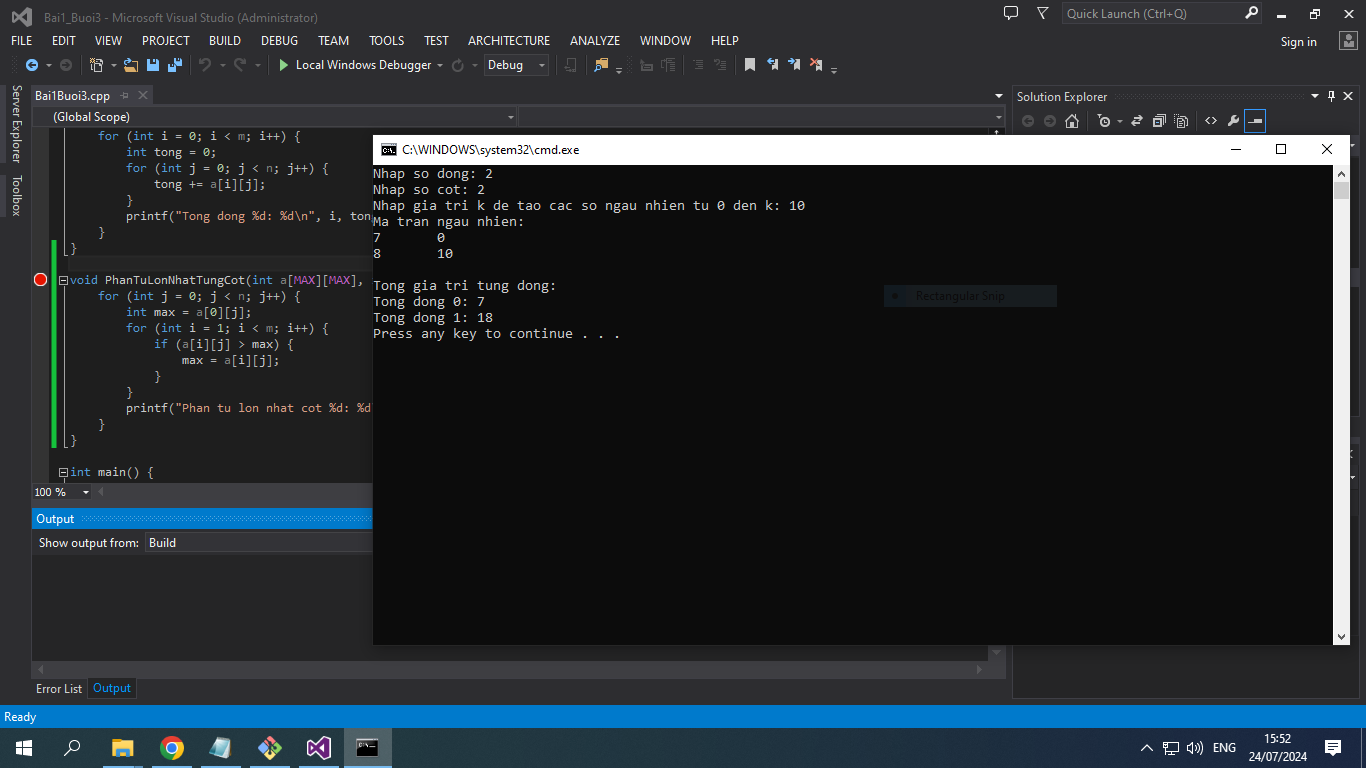 Bai1_Buoi3 - Microsoft Visual Studio (Administrator)
Quick Launch (Ctrl+Q)
FILE EDIT VIEW PROJECT BUILD DEBUG TEAM TOOLS TEST ARCHITECTURE ANALYZE WINDOW HELP
Sign in
Local Windows Debugger
Debug
Server Explorer
Toolbox
Bai1Buoi3.cpp
(Global Scope)
for (int i = 0; i < m; i++) {
int tong = 0;
for (int j = 0; j < n; j++) {
tong += a[i][j];
}
printf("Tong dong %d: %d\n", i, ton
}
}
void PhanTuLonNhatTungCot(int a[MAX][MAX],
for (int j = 0; j < n; j++) {
int max = a[0][j];
for (int i = 1; i < m; i++) {
if (a[i][j] > max) {
max = a[i][j];
}
}
printf("Phan tu lon nhat cot %d: %d
}
}
int main() {
100 %
Output
Show output from: Build
Error List Output
Solution Explorer
C:\WINDOWS\system32\cmd.exe
Nhap so dong: 2
Nhap so cot: 2
Nhap gia tri k de tao cac so ngau nhien tu 0 den k: 10
Ma tran ngau nhien:
7 0
8 10
Tong gia tri tung dong:
Tong dong 0: 7
Tong dong 1: 18
Press any key to continue . . .
Rectangular Snip
Ready
ENG
15:52
24/07/2024